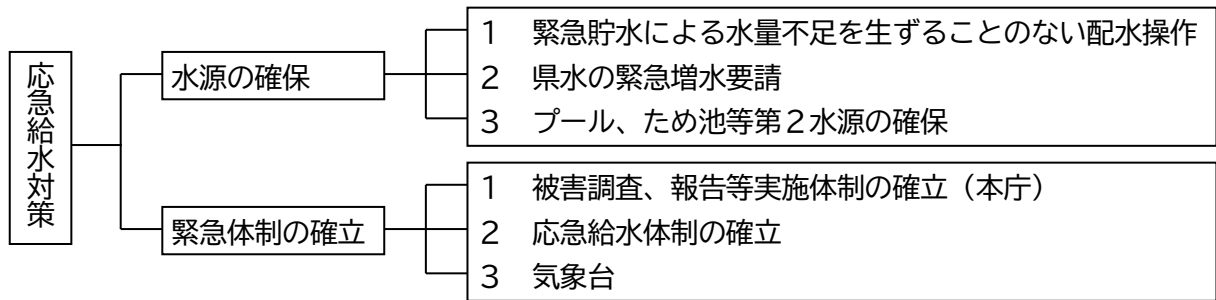 応急給水対策
水源の確保
1 緊急貯水による水量不足を生ずることのない配水操作
2 県水の緊急増水要請
3 プール、ため池等第2水源の確保
緊急体制の確立
1 被害調査、報告等実施体制の確立（本庁）
2 応急給水体制の確立
3 気象台